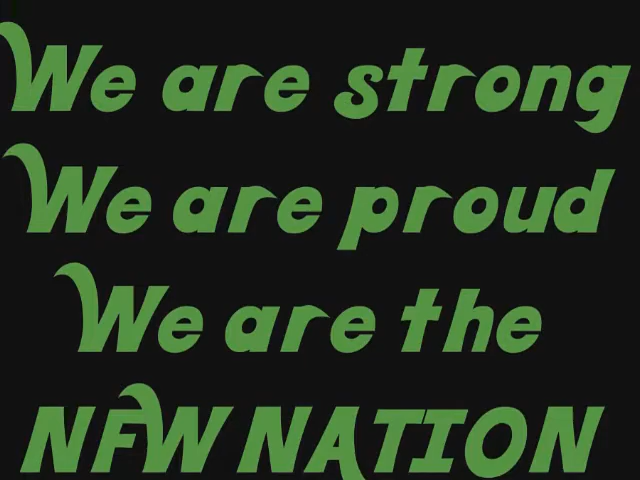 We are strong
We are proud
We are the
NFW NATION